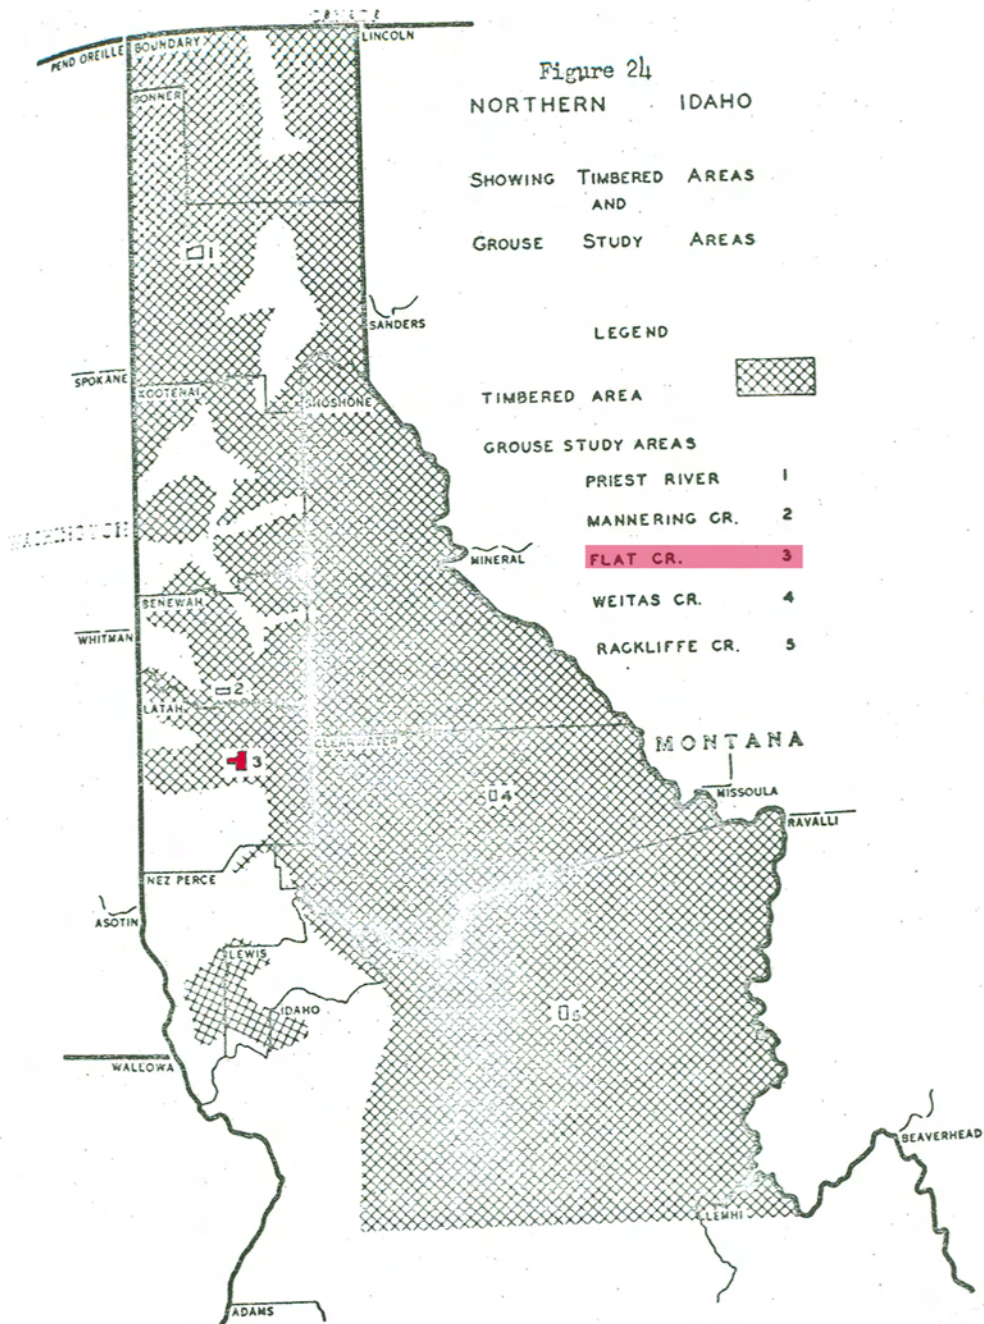 CANADA
PEND OREILLE
BOUNDARY
LINCOLN
Figure 24
NORTHERN IDAHO
BONNER
SHOWING TIMBERED AREAS
AND
GROUSE STUDY AREAS
1
SANDERS
LEGEND
SPOKANE
KOOTENAI
SHOSHONE
TIMBERED AREA
GROUSE STUDY AREAS
PRIEST RIVER 1
MANNERING CR. 2
WASHINGTON
MINERAL
FLAT CR. 3
BENEWAH
WEITAS CR. 4
WHITMAN
RACKLIFFE CR. 5
2
LATAH
CLEARWATER
MONTANA
3
4
MISSOULA
RAVALLI
NEZ PERCE
ASOTIN
LEWIS
IDAHO
5
WALLOWA
BEAVERHEAD
LEMHI
ADAMS